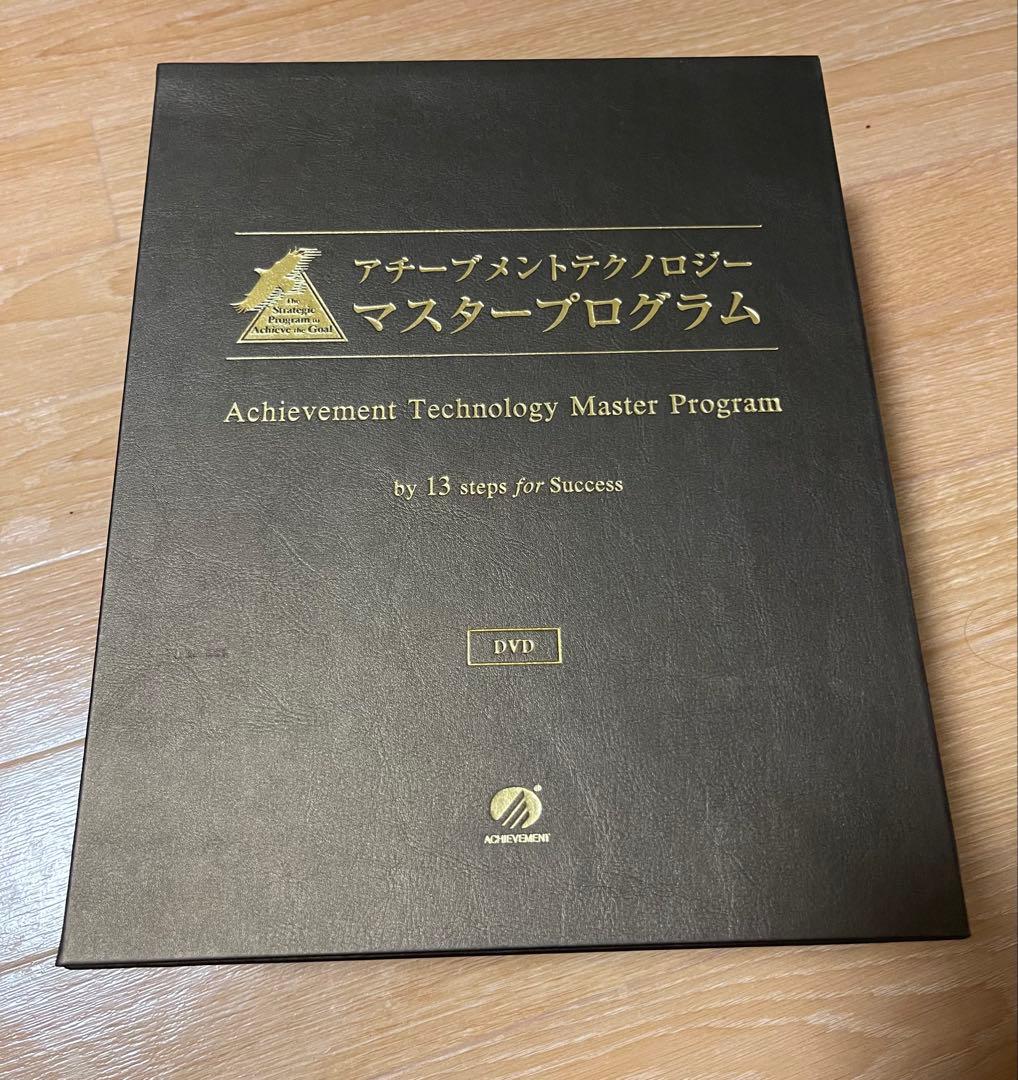 アチーブメントテクノロジー
マスタープログラム
The
Strategic
Program to
Achieve the Goal
Achievement Technology Master Program
by 13 steps for Success
DVD
ACHIEVEMENT